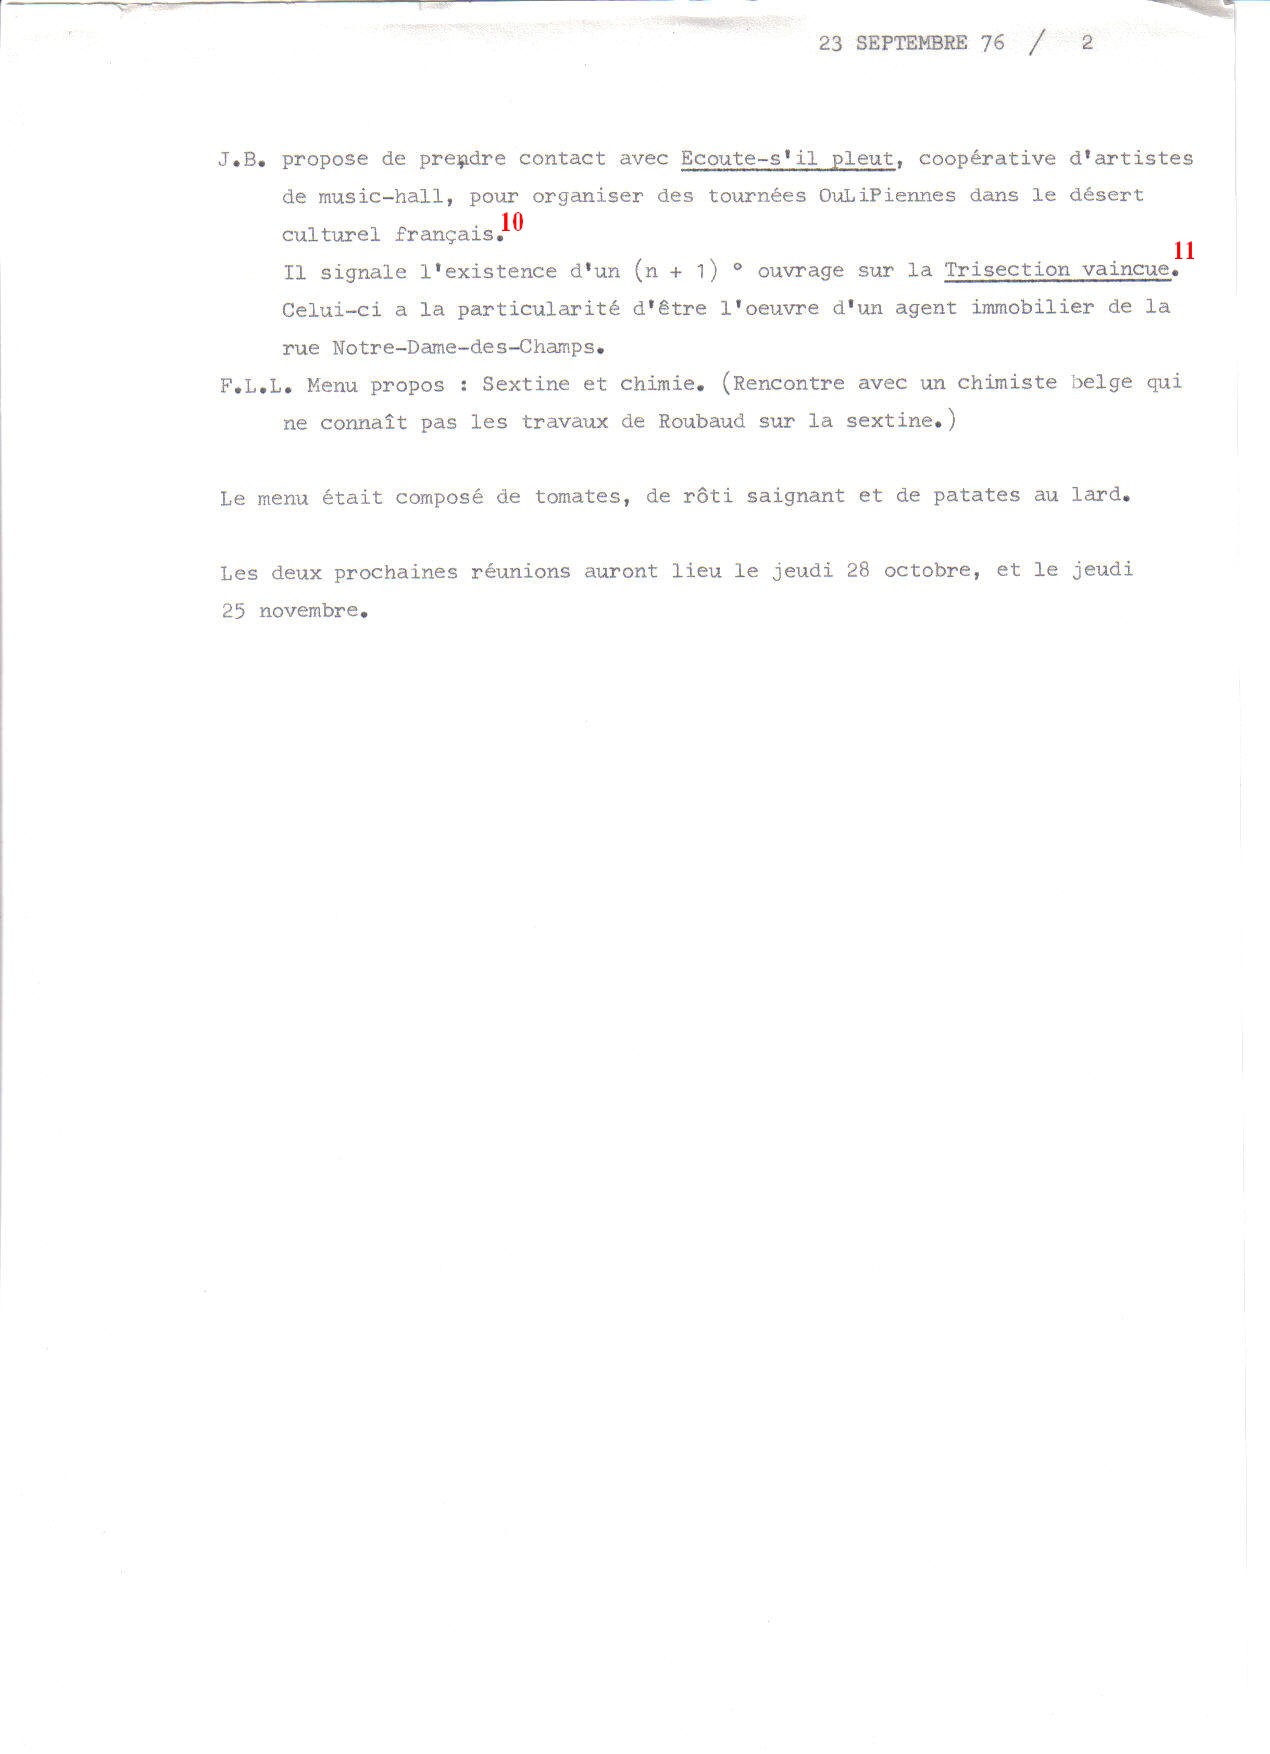 23 SEPTEMBRE 76 / 2
J.B. propose de prendre contact avec Ecoute-s'il pleut, coopérative d'artistes
de music-hall, pour organiser des tournées OuLiPiennes dans le désert
culturel français.10
Il signale l'existence d'un (n + 1) ° ouvrage sur la Trisection vaincue.11
Celui-ci a la particularité d'être l'oeuvre d'un agent immobilier de la
rue Notre-Dame-des-Champs.
F.L.L. Menu propos : Sextine et chimie. (Rencontre avec un chimiste belge qui
ne connaît pas les travaux de Roubaud sur la sextine.)
Le menu était composé de tomates, de rôti saignant et de patates au lard.
Les deux prochaines réunions auront lieu le jeudi 28 octobre, et le jeudi
25 novembre.